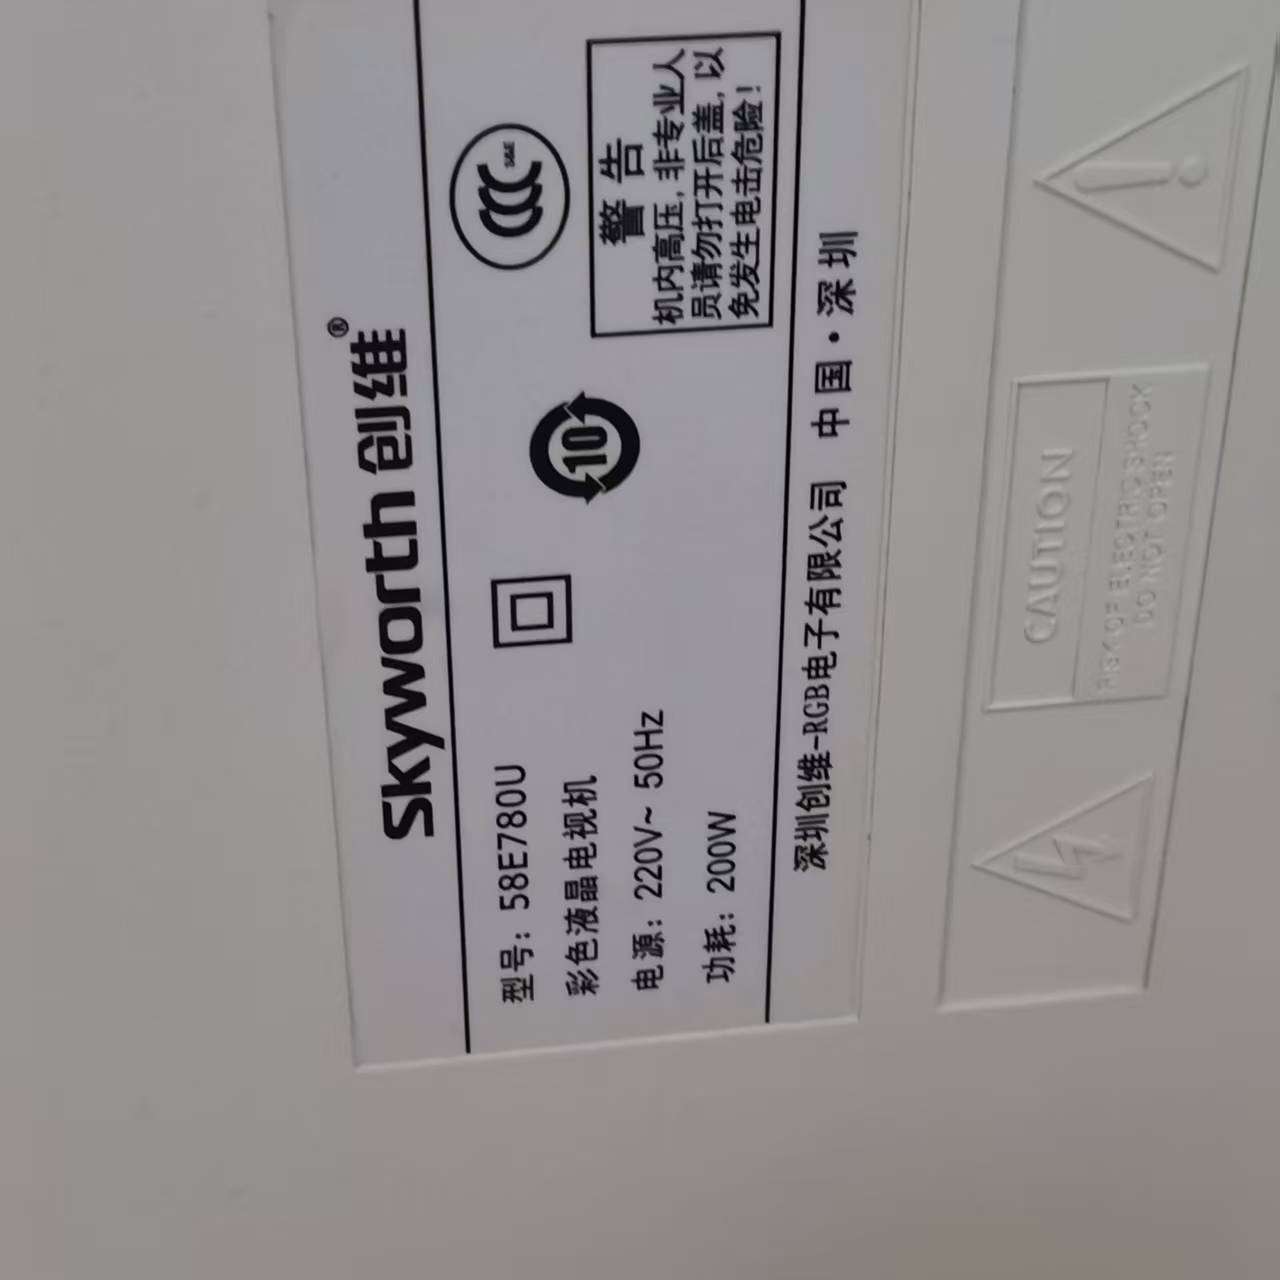 Skyworth 创维®
型号: 58E780U
彩色液晶电视机
电源: 220V~ 50Hz
功耗: 200W
10
S&E
警告
机内高压, 非专业人
员请勿打开后盖, 以
免发生电击危险!
深圳创维-RGB电子有限公司 中国·深圳
CAUTION
RISK OF ELECTRIC SHOCK
DO NOT OPEN